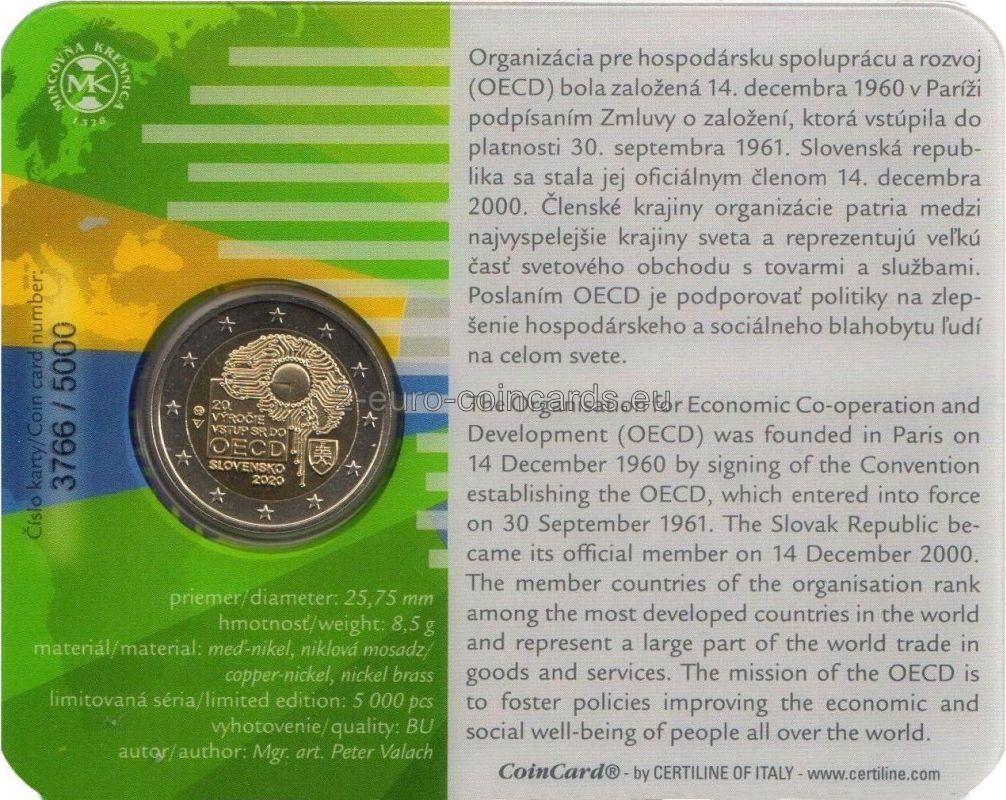 MINCOVŇA KREMNICA
MK
1328
Číslo karty/Coin card number:
3766 / 5000
20.
VÝROČIE
VSTUP SR DO
OECD
SLOVENSKO
2020
priemer/diameter: 25,75 mm
hmotnosť/weight: 8,5 g
materiál/material: meď-nikel, niklová mosadz/
copper-nickel, nickel brass
limitovaná séria/limited edition: 5 000 pcs
vyhotovenie/quality: BU
autor/author: Mgr. art. Peter Valach
Organizácia pre hospodársku spoluprácu a rozvoj
(OECD) bola založená 14. decembra 1960 v Paríži
podpísaním Zmluvy o založení, ktorá vstúpila do
platnosti 30. septembra 1961. Slovenská repub-
lika sa stala jej oficiálnym členom 14. decembra
2000. Členské krajiny organizácie patria medzi
najvyspelejšie krajiny sveta a reprezentujú veľkú
časť svetového obchodu s tovarmi a službami.
Poslaním OECD je podporovať politiky na zlep-
šenie hospodárskeho a sociálneho blahobytu ľudí
na celom svete.
-euro-coincards.eu
The Organisation for Economic Co-operation and
Development (OECD) was founded in Paris on
14 December 1960 by signing of the Convention
establishing the OECD, which entered into force
on 30 September 1961. The Slovak Republic be-
came its official member on 14 December 2000.
The member countries of the organisation rank
among the most developed countries in the world
and represent a large part of the world trade in
goods and services. The mission of the OECD is
to foster policies improving the economic and
social well-being of people all over the world.
CoinCard® - by CERTILINE OF ITALY - www.certiline.com